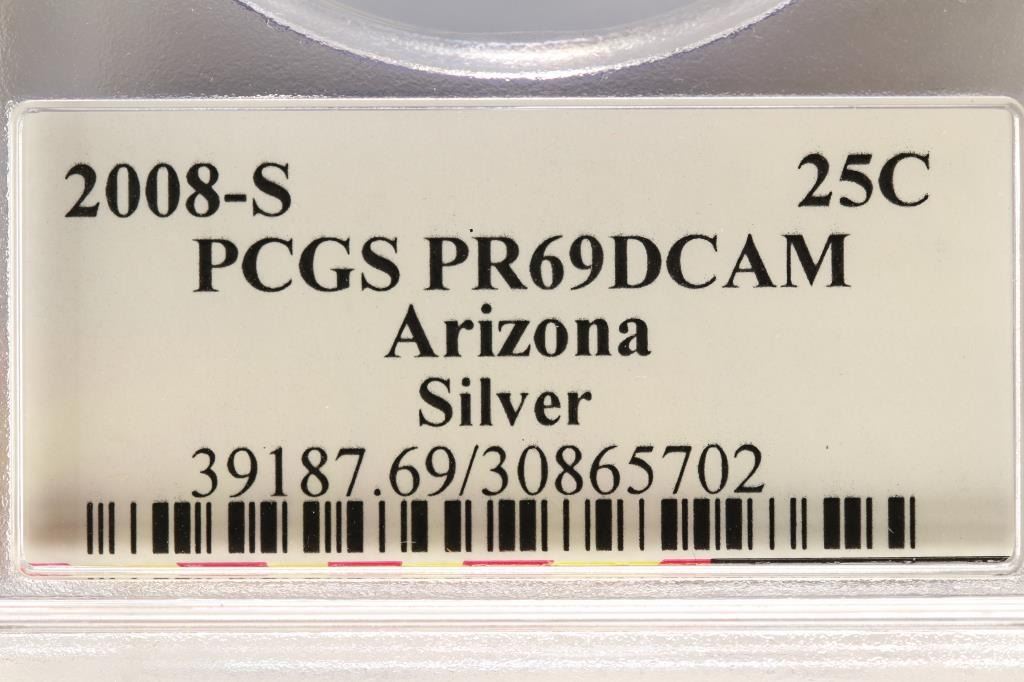 2008-S 25C
PCGS PR69DCAM
Arizona
Silver
39187.69/30865702